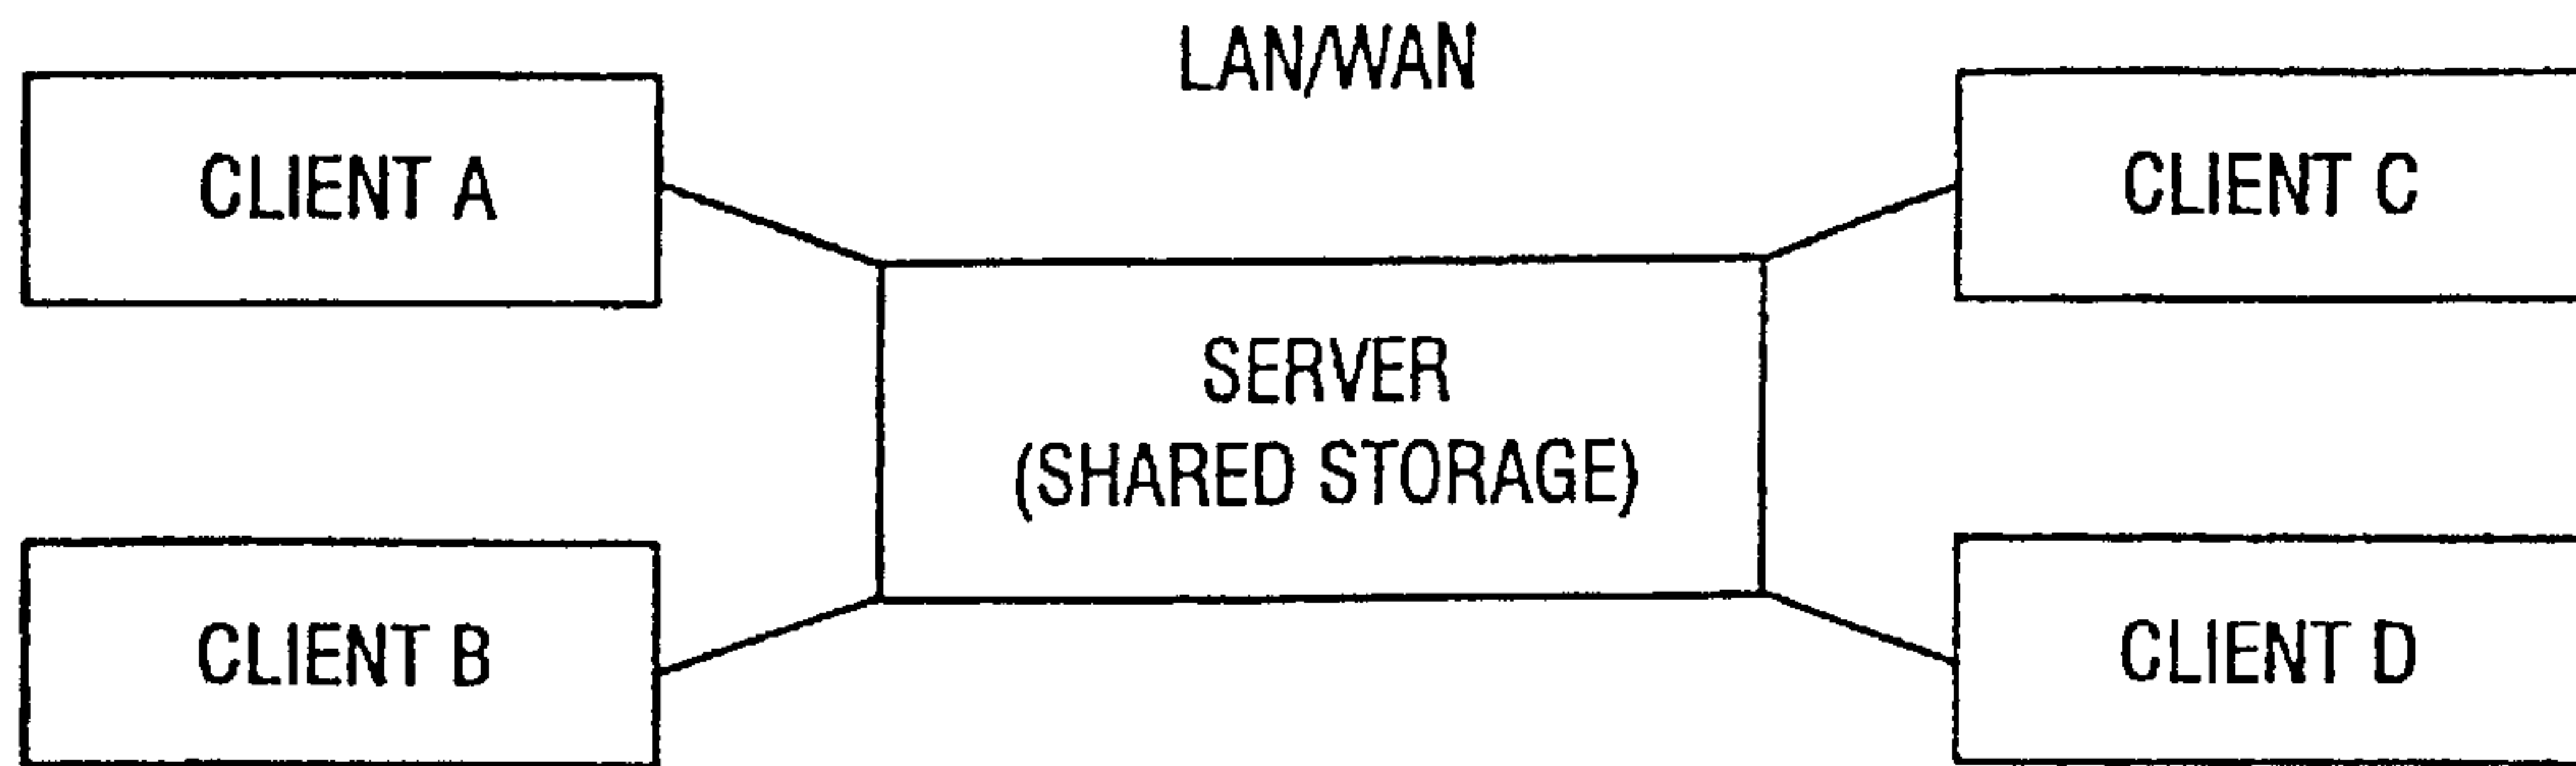 LAN/WAN
CLIENT A
CLIENT C
SERVER
(SHARED STORAGE)
CLIENT B
CLIENT D